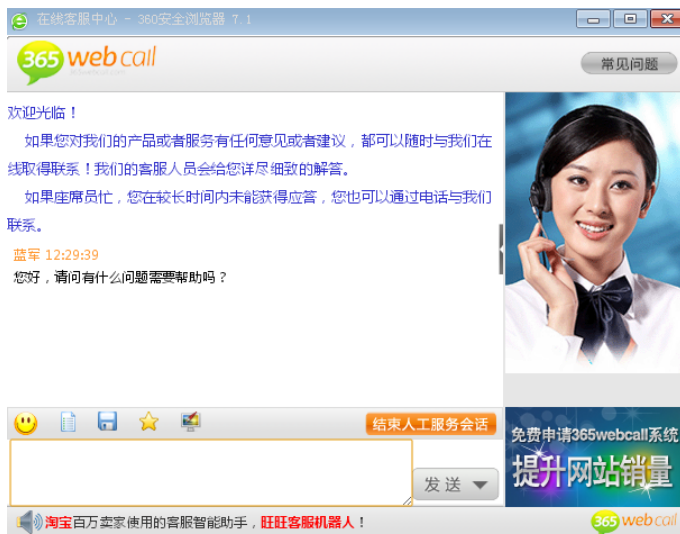 在线客服中心 - 360安全浏览器 7.1
365 webcall
常见问题
欢迎光临！
如果您对我们的产品或者服务有任何意见或者建议，都可以随时与我们在
线取得联系！我们的客服人员会给您详尽细致的解答。
如果座席员忙，您在较长时间内未能获得应答，您也可以通过电话与我们
联系。
蓝军 12:29:39
您好，请问有什么问题需要帮助吗？
结束人工服务会话
免费申请365webcall系统
提升网站销量
发送
淘宝百万卖家使用的客服智能助手，旺旺客服机器人！
365 webcall